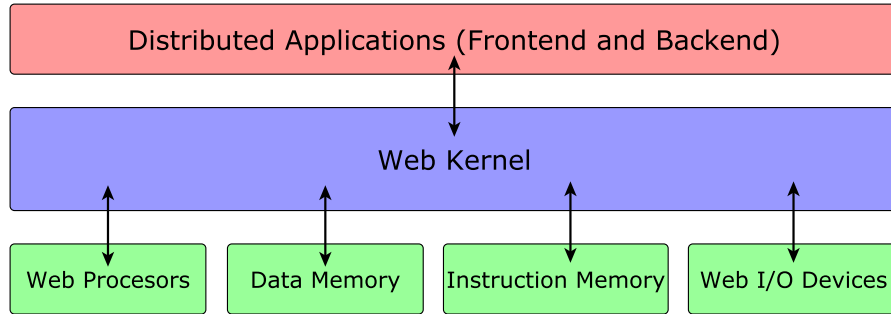 Distributed Applications (Frontend and Backend)
Web Kernel
Web Procesors
Data Memory
Instruction Memory
Web I/O Devices